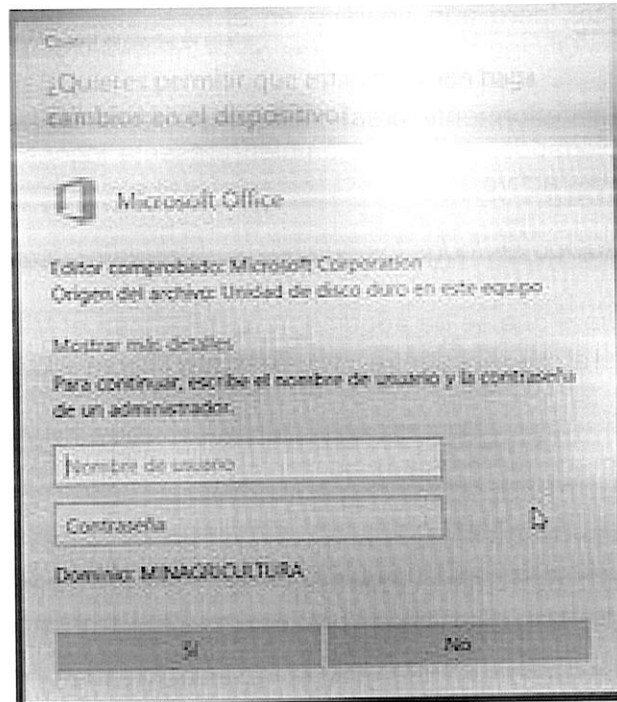 ¿Quieres permitir que esta aplicación haga
cambios en el dispositivo?
Microsoft Office
Editor comprobado: Microsoft Corporation
Origen del archivo: Unidad de disco duro en este equipo
Mostrar más detalles
Para continuar, escribe el nombre de usuario y la contraseña
de un administrador.
Nombre de usuario
Contraseña
Dominio: MINAGRICULTURA
Sí
No